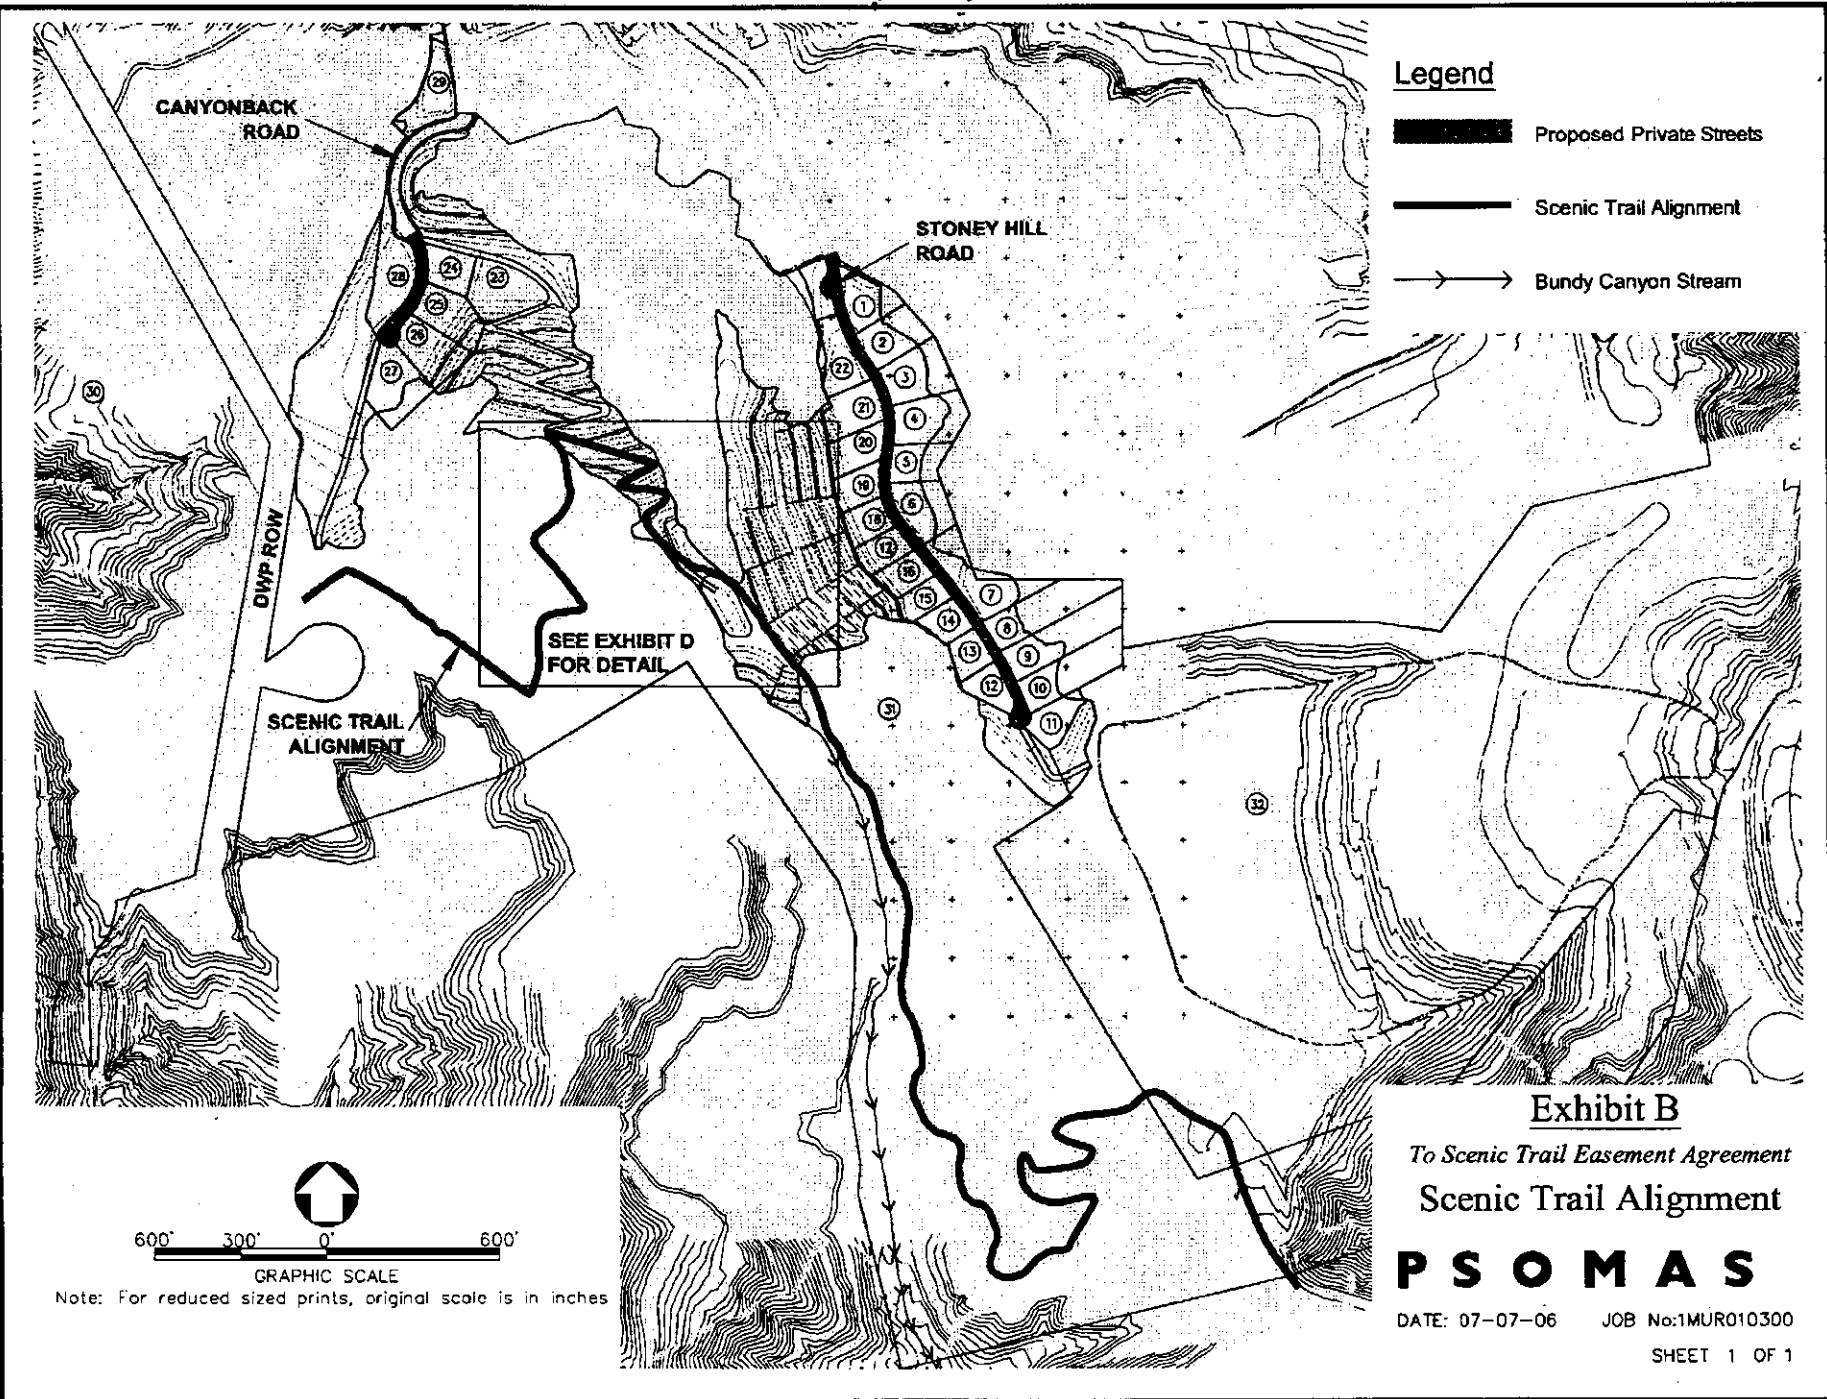 Legend
Proposed Private Streets
Scenic Trail Alignment
Bundy Canyon Stream
CANYONBACK
ROAD
STONEY HILL
ROAD
DWP ROW
SEE EXHIBIT D
FOR DETAIL
SCENIC TRAIL
ALIGNMENT
29
28
24
23
25
26
27
30
1
2
22
3
21
4
20
5
19
6
18
17
16
7
15
14
8
13
9
12
10
11
31
32
600'
300'
0'
600'
GRAPHIC SCALE
Note: For reduced sized prints, original scale is in inches
Exhibit B
To Scenic Trail Easement Agreement
Scenic Trail Alignment
PSOMAS
DATE: 07-07-06 JOB No:1MUR010300
SHEET 1 OF 1